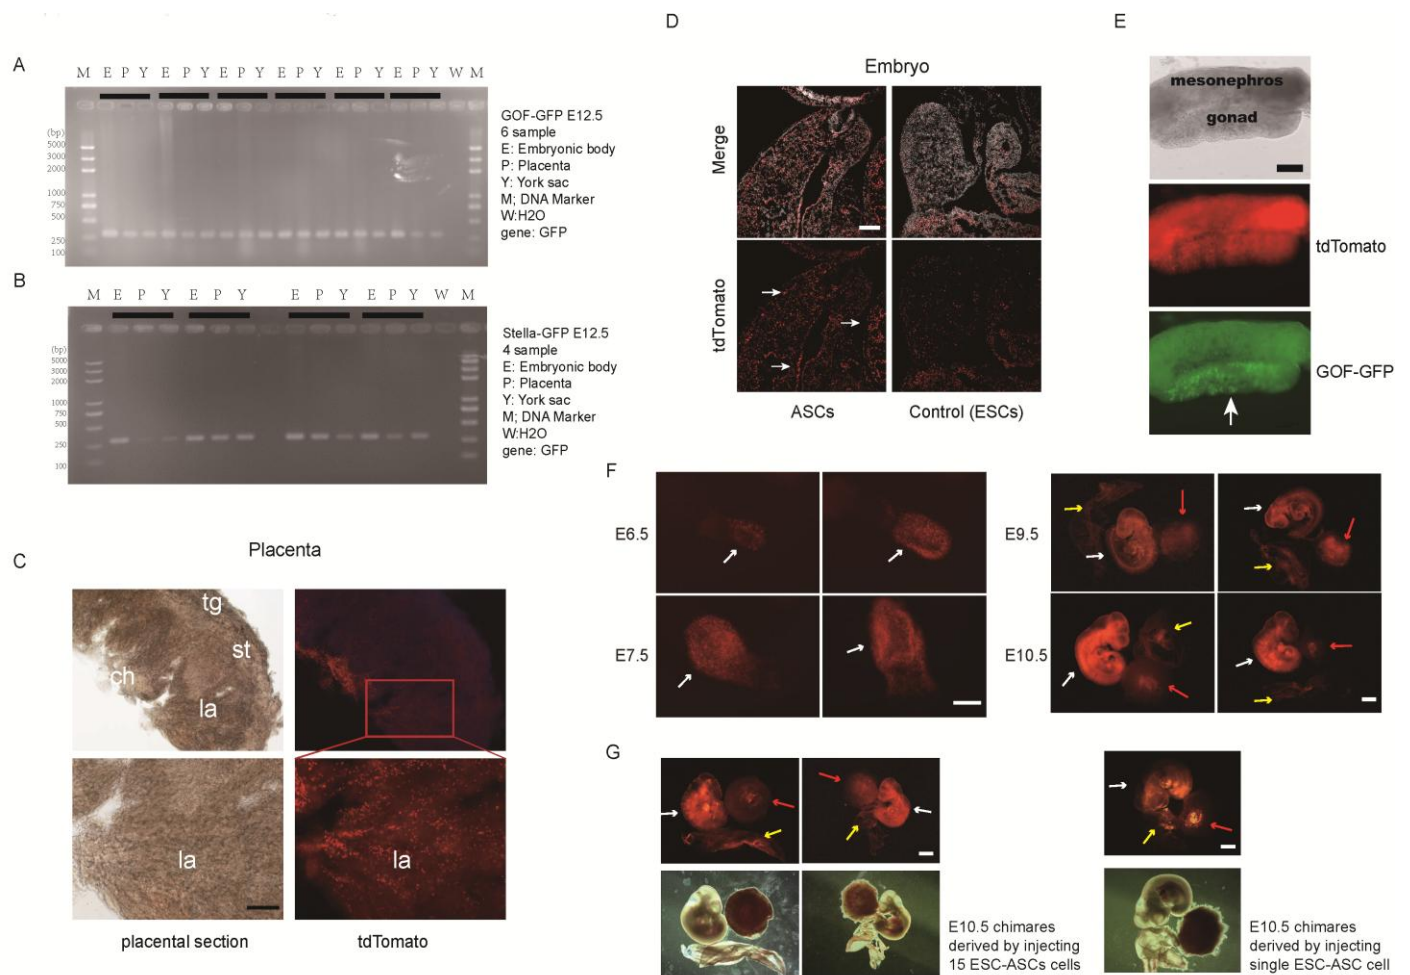 A
M E P Y E P Y E P Y E P Y E P Y E P Y W M
(bp)
5000
3000
2000
1000
750
500
250
100
GOF-GFP E12.5
6 sample
E: Embryonic body
P: Placenta
Y: York sac
M; DNA Marker
W:H2O
gene: GFP
B
M E P Y E P Y E P Y E P Y W M
(bp)
5000
3000
2000
1000
750
500
250
100
Stella-GFP E12.5
4 sample
E: Embryonic body
P: Placenta
Y: York sac
M; DNA Marker
W:H2O
gene: GFP
C
Placenta
tg
st
ch
la
la
la
placental section
tdTomato
D
Embryo
Merge
tdTomato
ASCs
Control (ESCs)
E
mesonephros
gonad
tdTomato
GOF-GFP
F
E6.5
E7.5
E9.5
E10.5
G
E10.5 chimares
derived by injecting
15 ESC-ASCs cells
E10.5 chimares
derived by injecting
single ESC-ASC cell